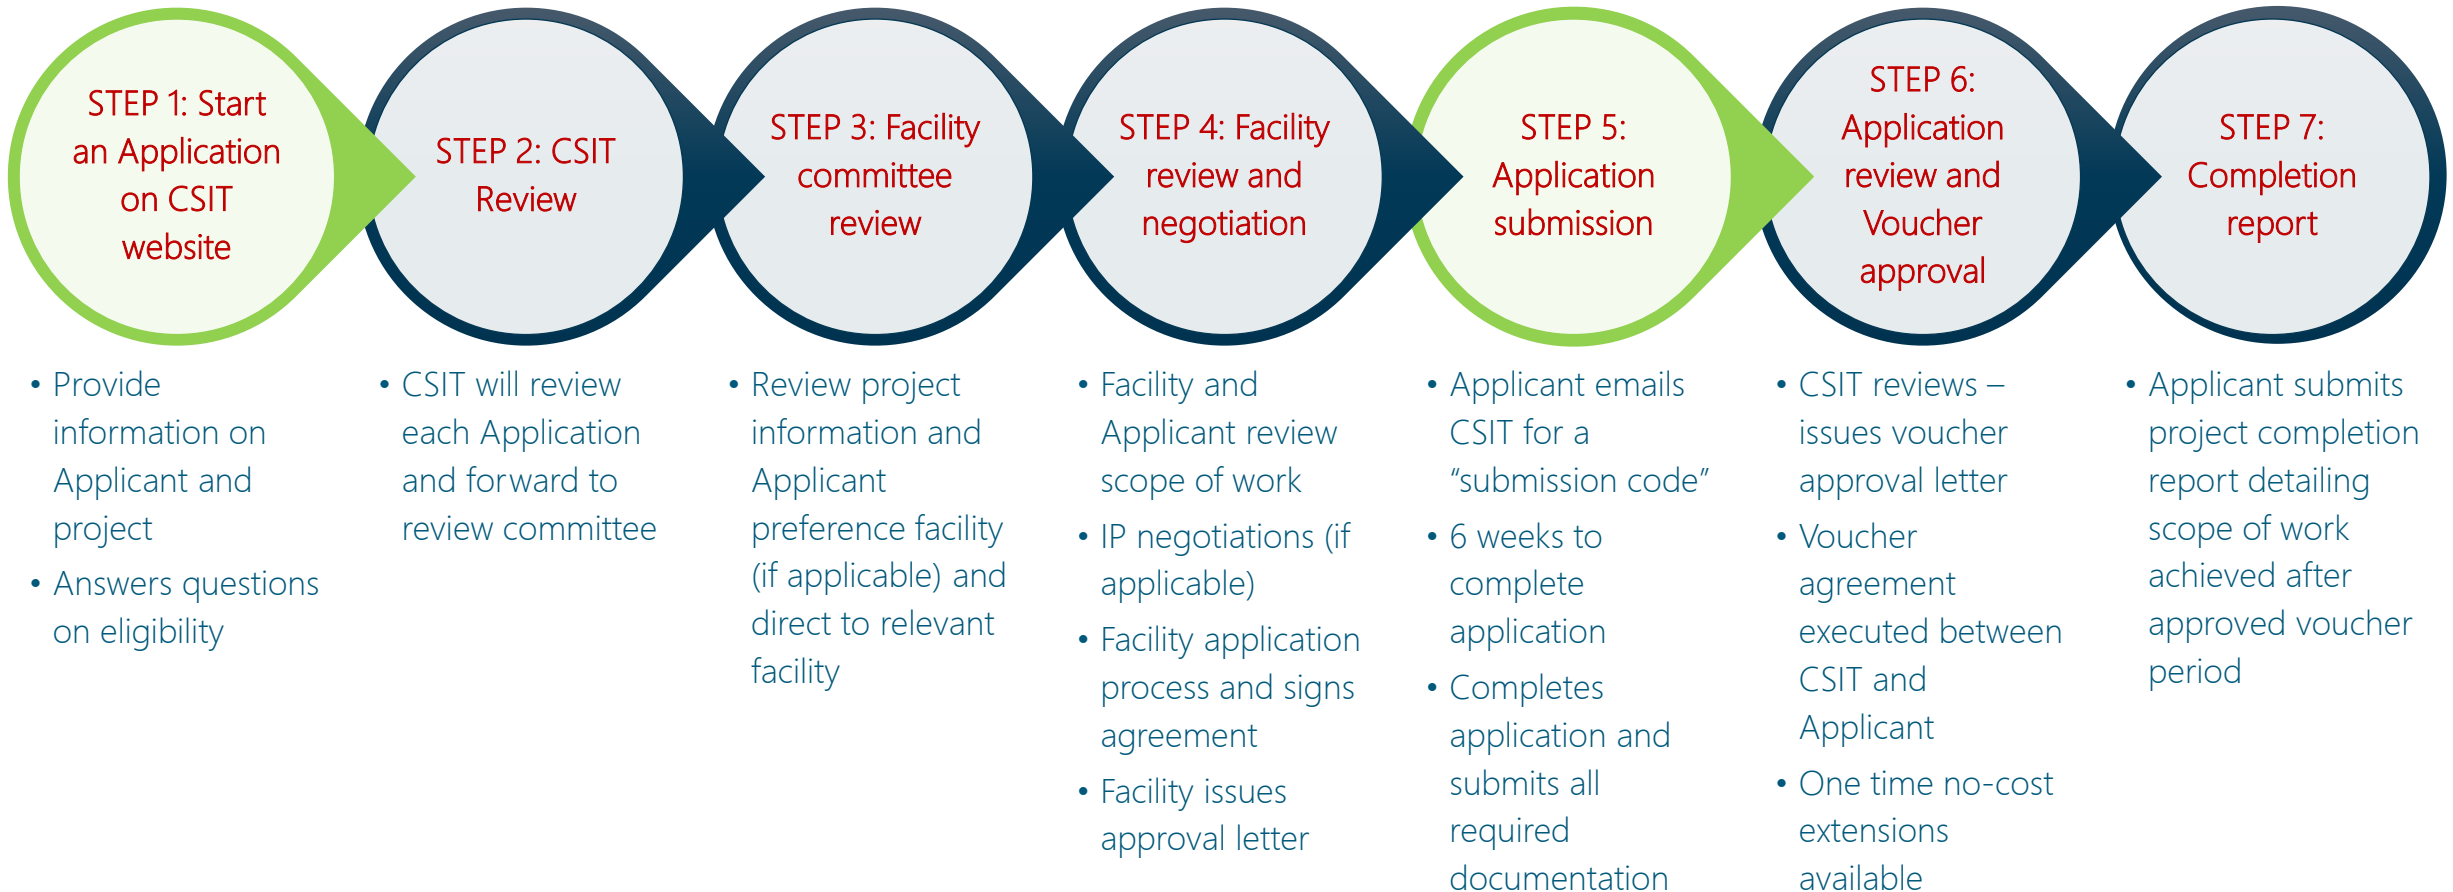 STEP 1: Start
an Application
on CSIT
website
• Provide
information on
Applicant and
project
• Answers questions
on eligibility
STEP 2: CSIT
Review
• CSIT will review
each Application
and forward to
review committee
STEP 3: Facility
committee
review
• Review project
information and
Applicant
preference facility
(if applicable) and
direct to relevant
facility
STEP 4: Facility
review and
negotiation
• Facility and
Applicant review
scope of work
• IP negotiations (if
applicable)
• Facility application
process and signs
agreement
• Facility issues
approval letter
STEP 5:
Application
submission
• Applicant emails
CSIT for a
“submission code”
• 6 weeks to
complete
application
• Completes
application and
submits all
required
documentation
STEP 6:
Application
review and
Voucher
approval
• CSIT reviews –
issues voucher
approval letter
• Voucher
agreement
executed between
CSIT and
Applicant
• One time no-cost
extensions
available
STEP 7:
Completion
report
• Applicant submits
project completion
report detailing
scope of work
achieved after
approved voucher
period